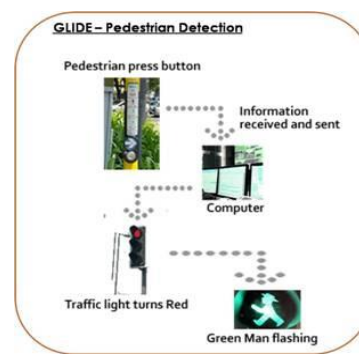 GLIDE – Pedestrian Detection
Pedestrian press button
Information
received and sent
Computer
Traffic light turns Red
Green Man flashing